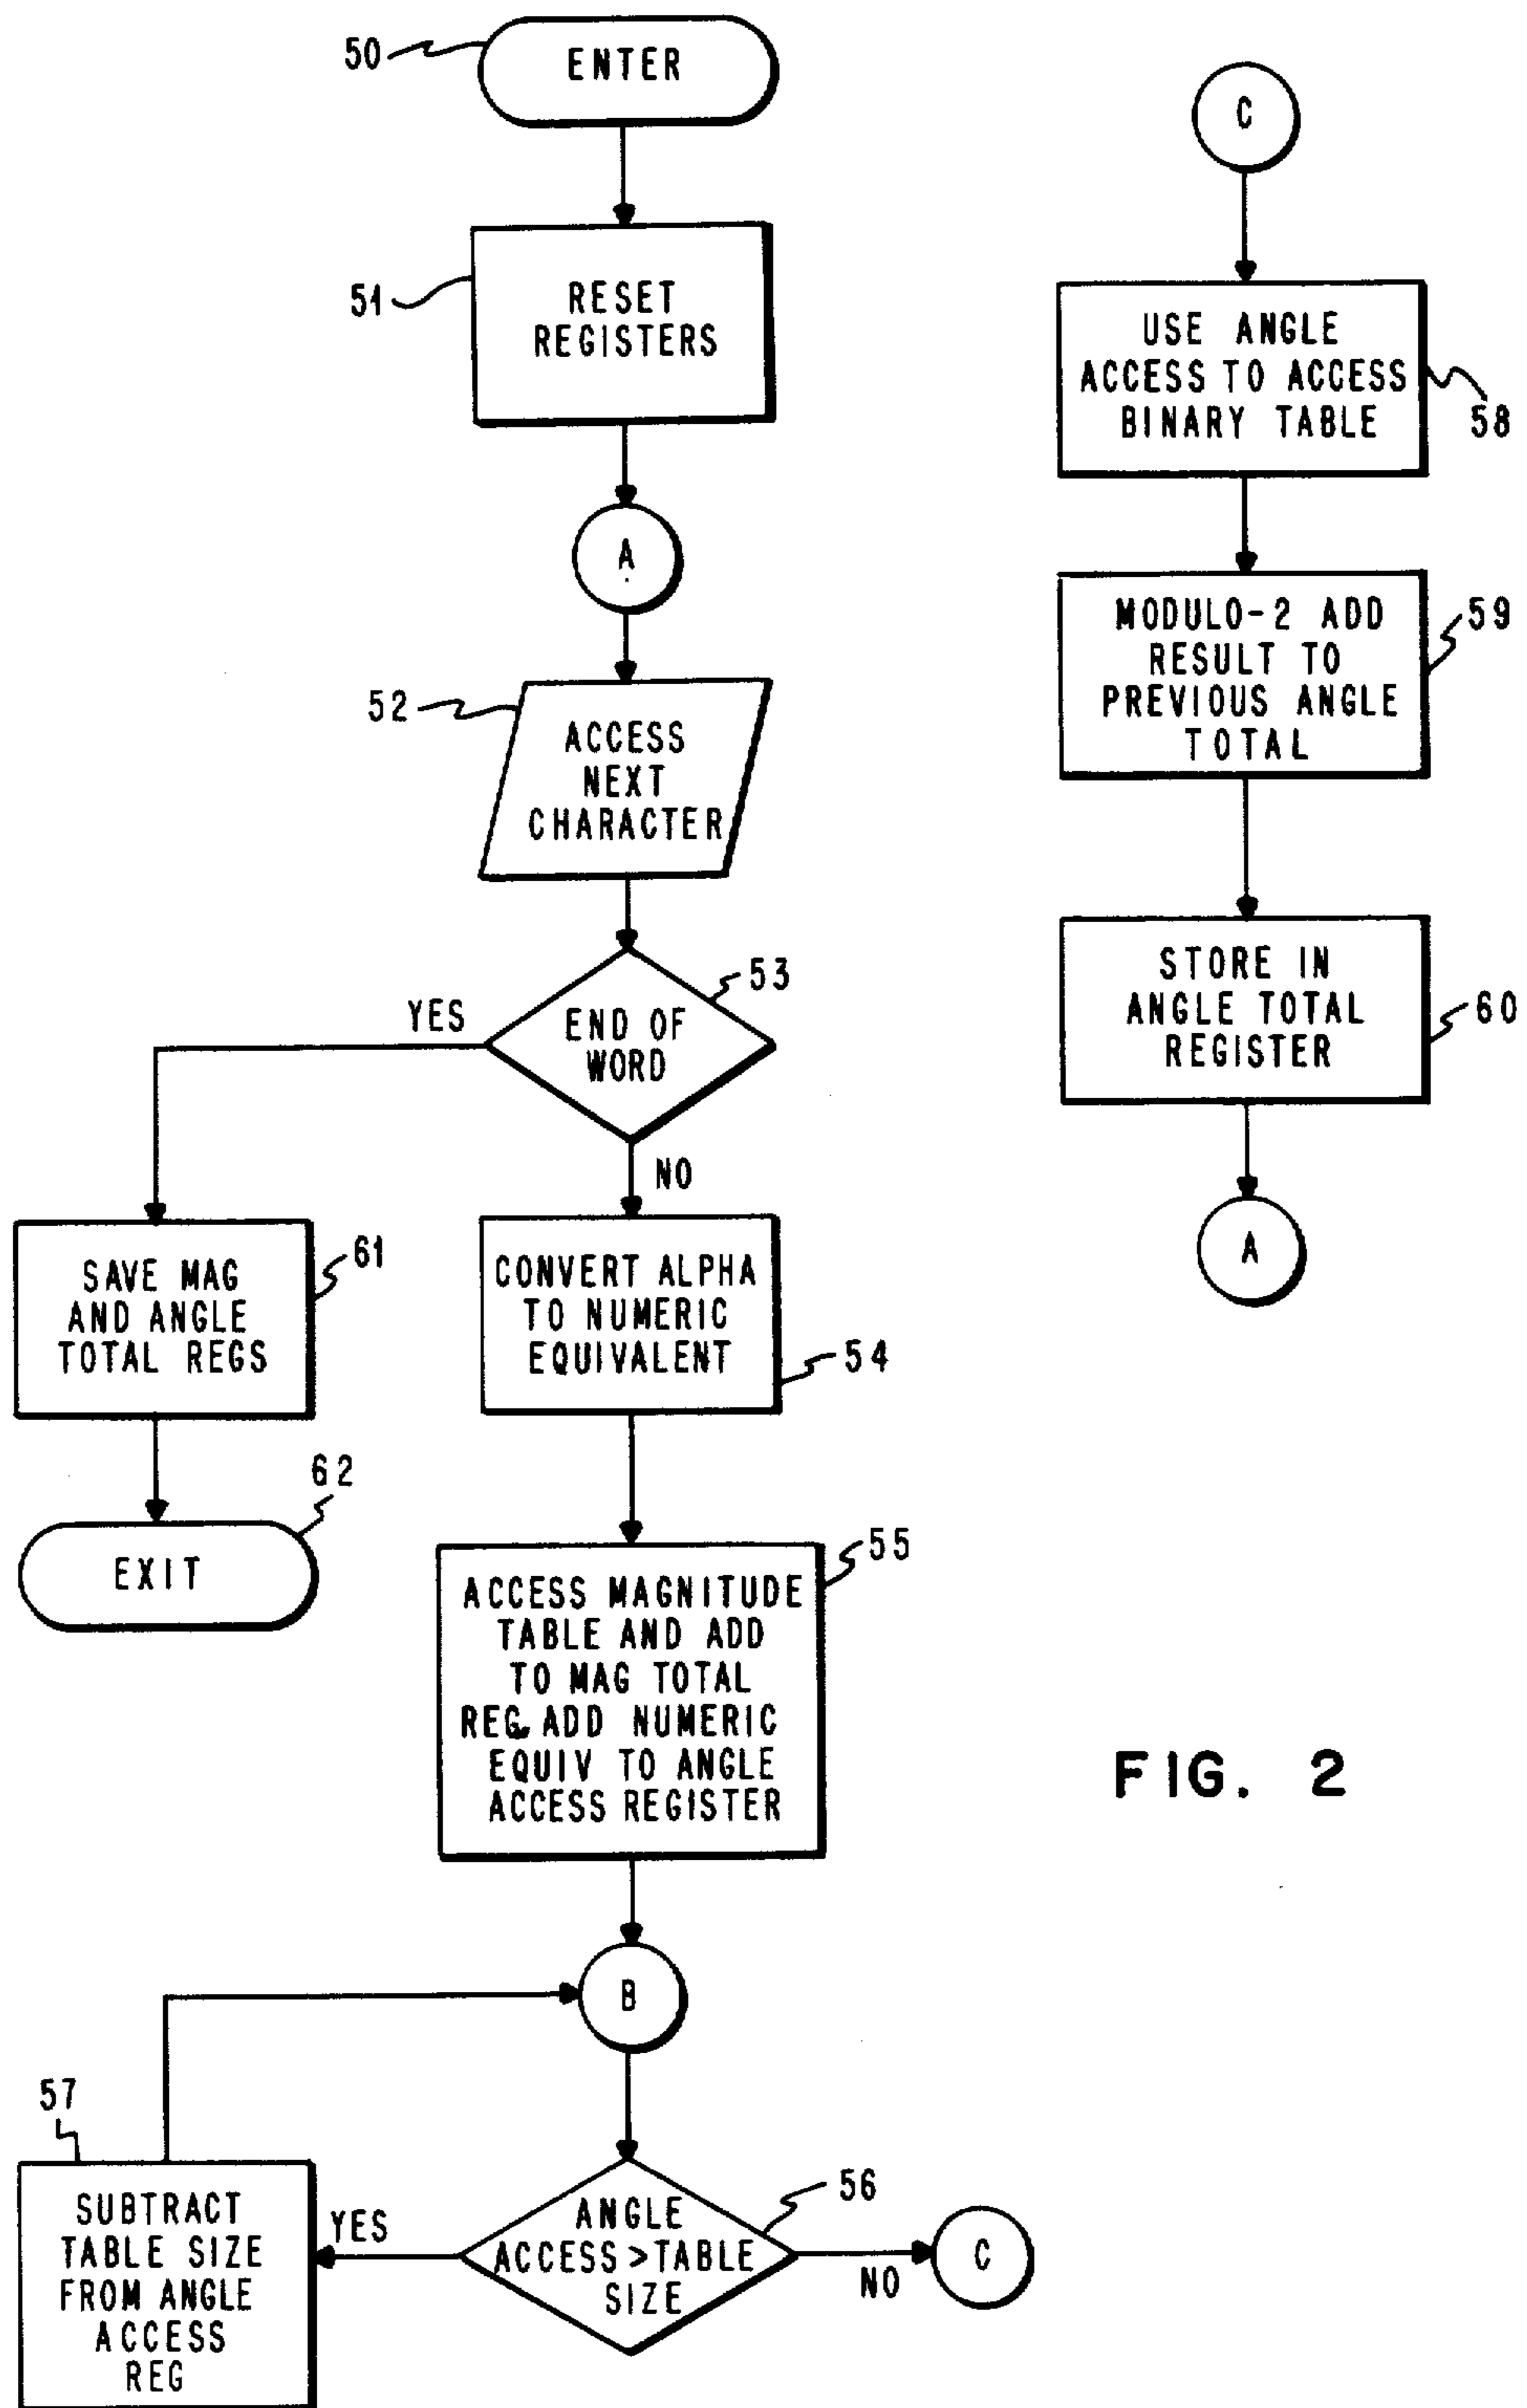 50
ENTER
51
RESET
REGISTERS
A
52
ACCESS
NEXT
CHARACTER
53
END OF
WORD
YES
NO
61
SAVE MAG
AND ANGLE
TOTAL REGS
62
EXIT
CONVERT ALPHA
TO NUMERIC
EQUIVALENT
54
55
ACCESS MAGNITUDE
TABLE AND ADD
TO MAG TOTAL
REG. ADD NUMERIC
EQUIV TO ANGLE
ACCESS REGISTER
B
57
SUBTRACT
TABLE SIZE
FROM ANGLE
ACCESS
REG
YES
56
ANGLE
ACCESS>TABLE
SIZE
NO
C
C
USE ANGLE
ACCESS TO ACCESS
BINARY TABLE
58
MODULO-2 ADD
RESULT TO
PREVIOUS ANGLE
TOTAL
59
STORE IN
ANGLE TOTAL
REGISTER
60
A
FIG. 2